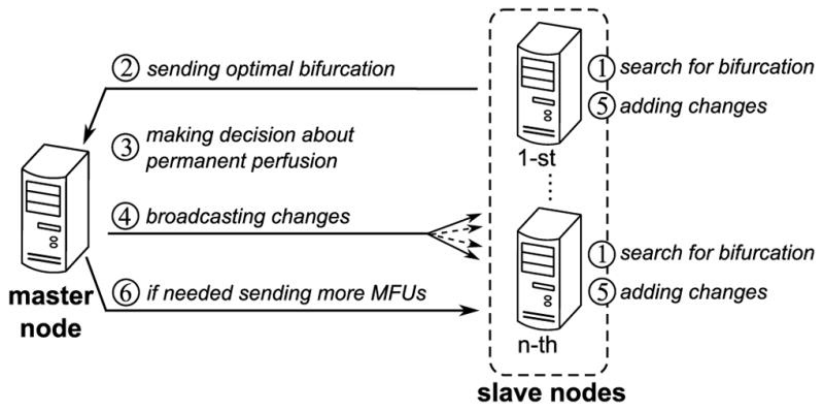 ② sending optimal bifurcation
① search for bifurcation
⑤ adding changes
1-st
③ making decision about
permanent perfusion
④ broadcasting changes
① search for bifurcation
⑤ adding changes
master
node
⑥ if needed sending more MFUs
n-th
slave nodes